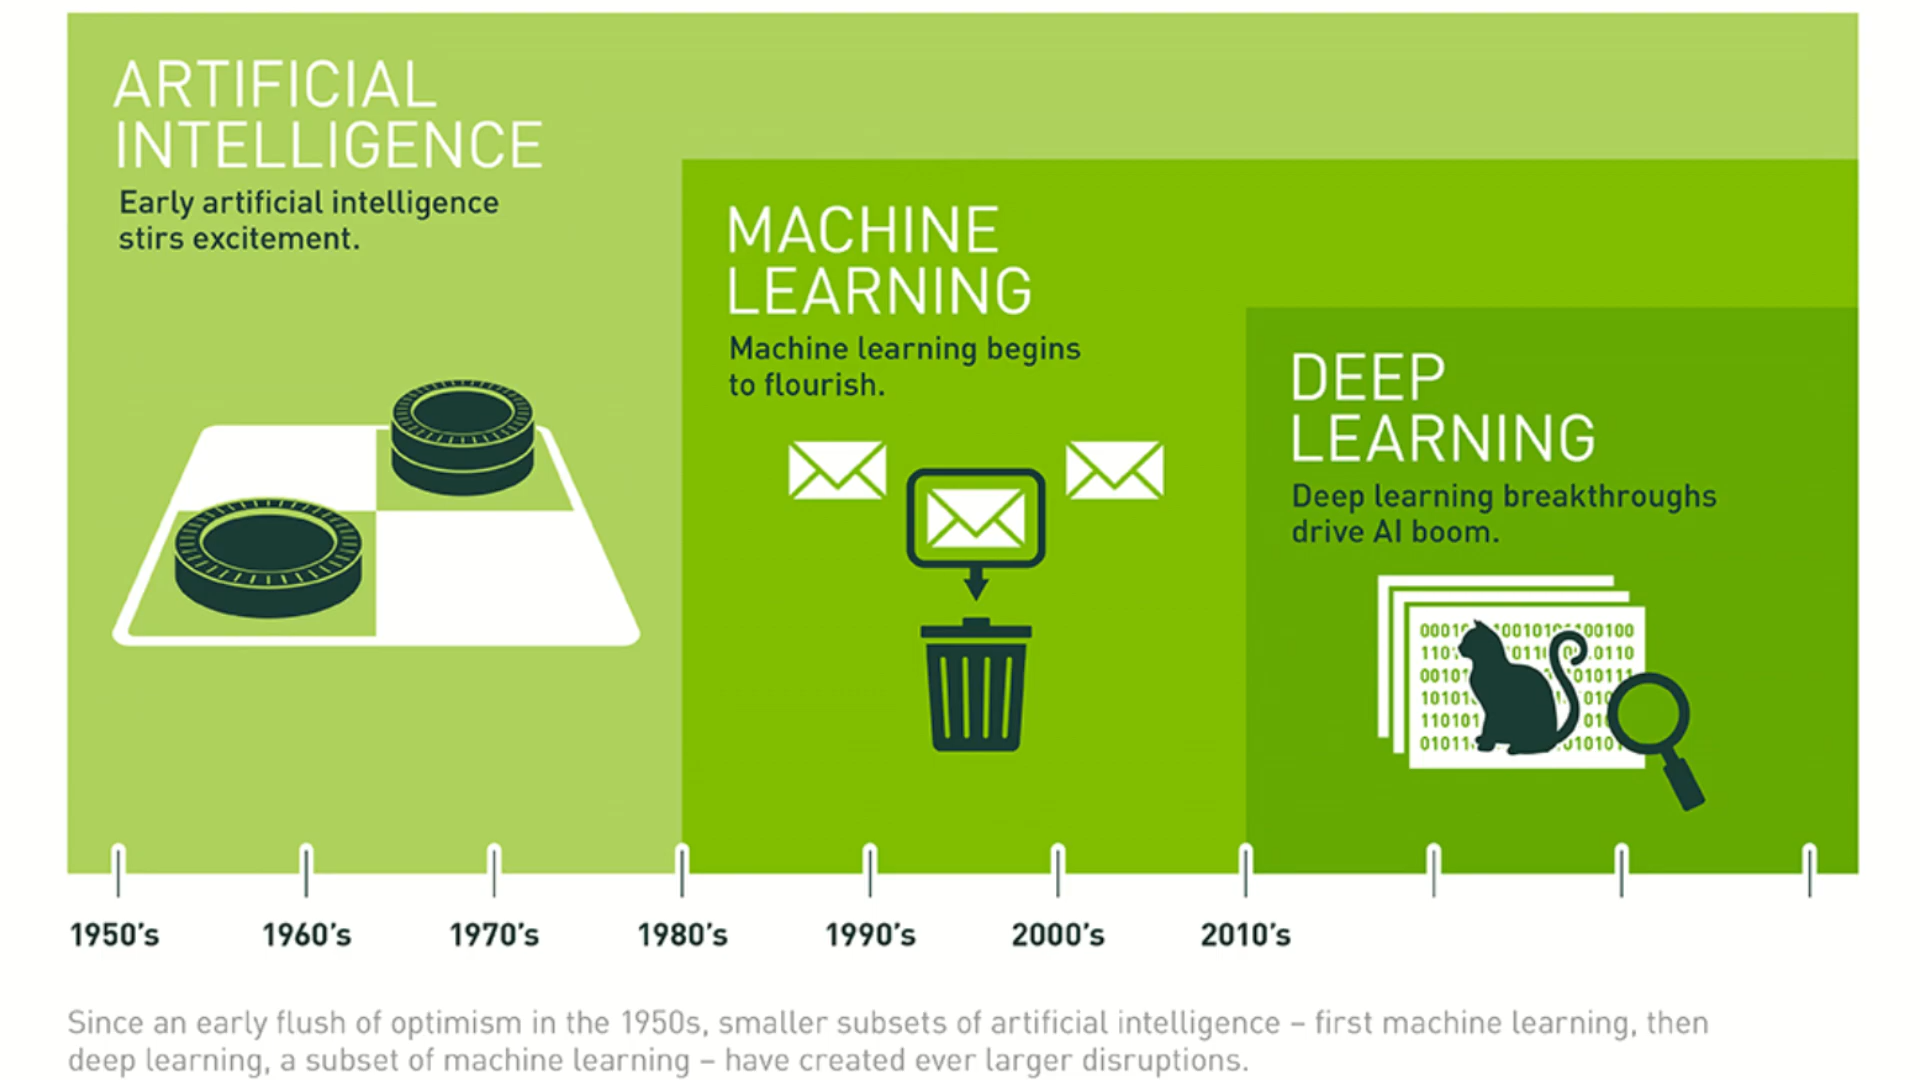 ARTIFICIAL
INTELLIGENCE
Early artificial intelligence
stirs excitement.
MACHINE
LEARNING
Machine learning begins
to flourish.
DEEP
LEARNING
Deep learning breakthroughs
drive AI boom.
1950's
1960's
1970's
1980's
1990's
2000's
2010's
Since an early flush of optimism in the 1950s, smaller subsets of artificial intelligence – first machine learning, then
deep learning, a subset of machine learning – have created ever larger disruptions.